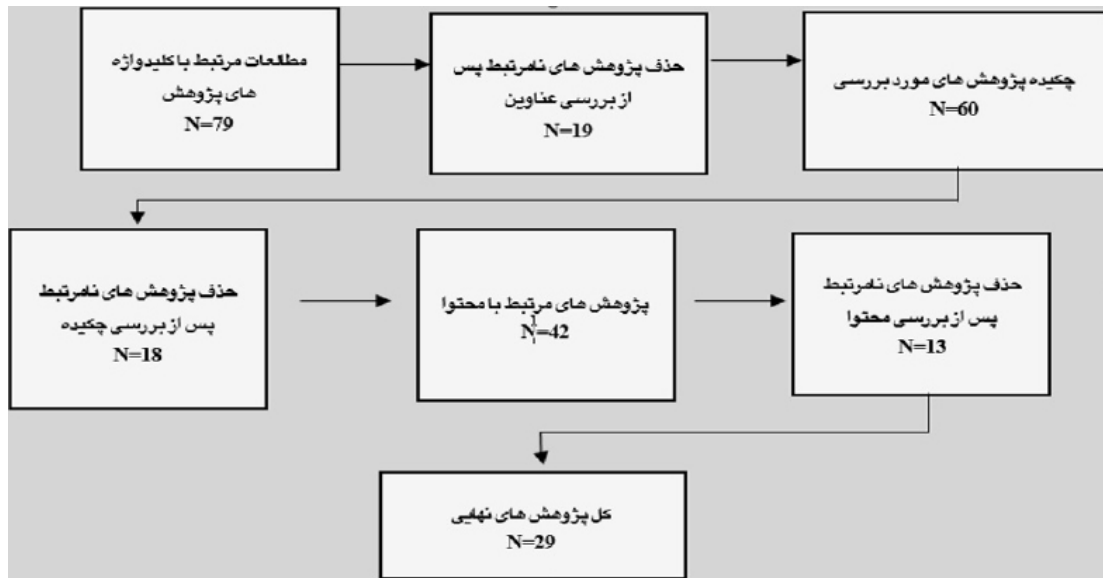 مطالعات مرتبط با کلیدواژه
های پژوهش
N=79
حذف پژوهش های نامرتبط پس
از بررسی عناوین
N=19
چکیده پژوهش های مورد بررسی
N=60
حذف پژوهش های نامرتبط
پس از بررسی چکیده
N=18
پژوهش های مرتبط با محتوا
N=42
حذف پژوهش های نامرتبط
پس از بررسی محتوا
N=13
کل پژوهش های نهایی
N=29